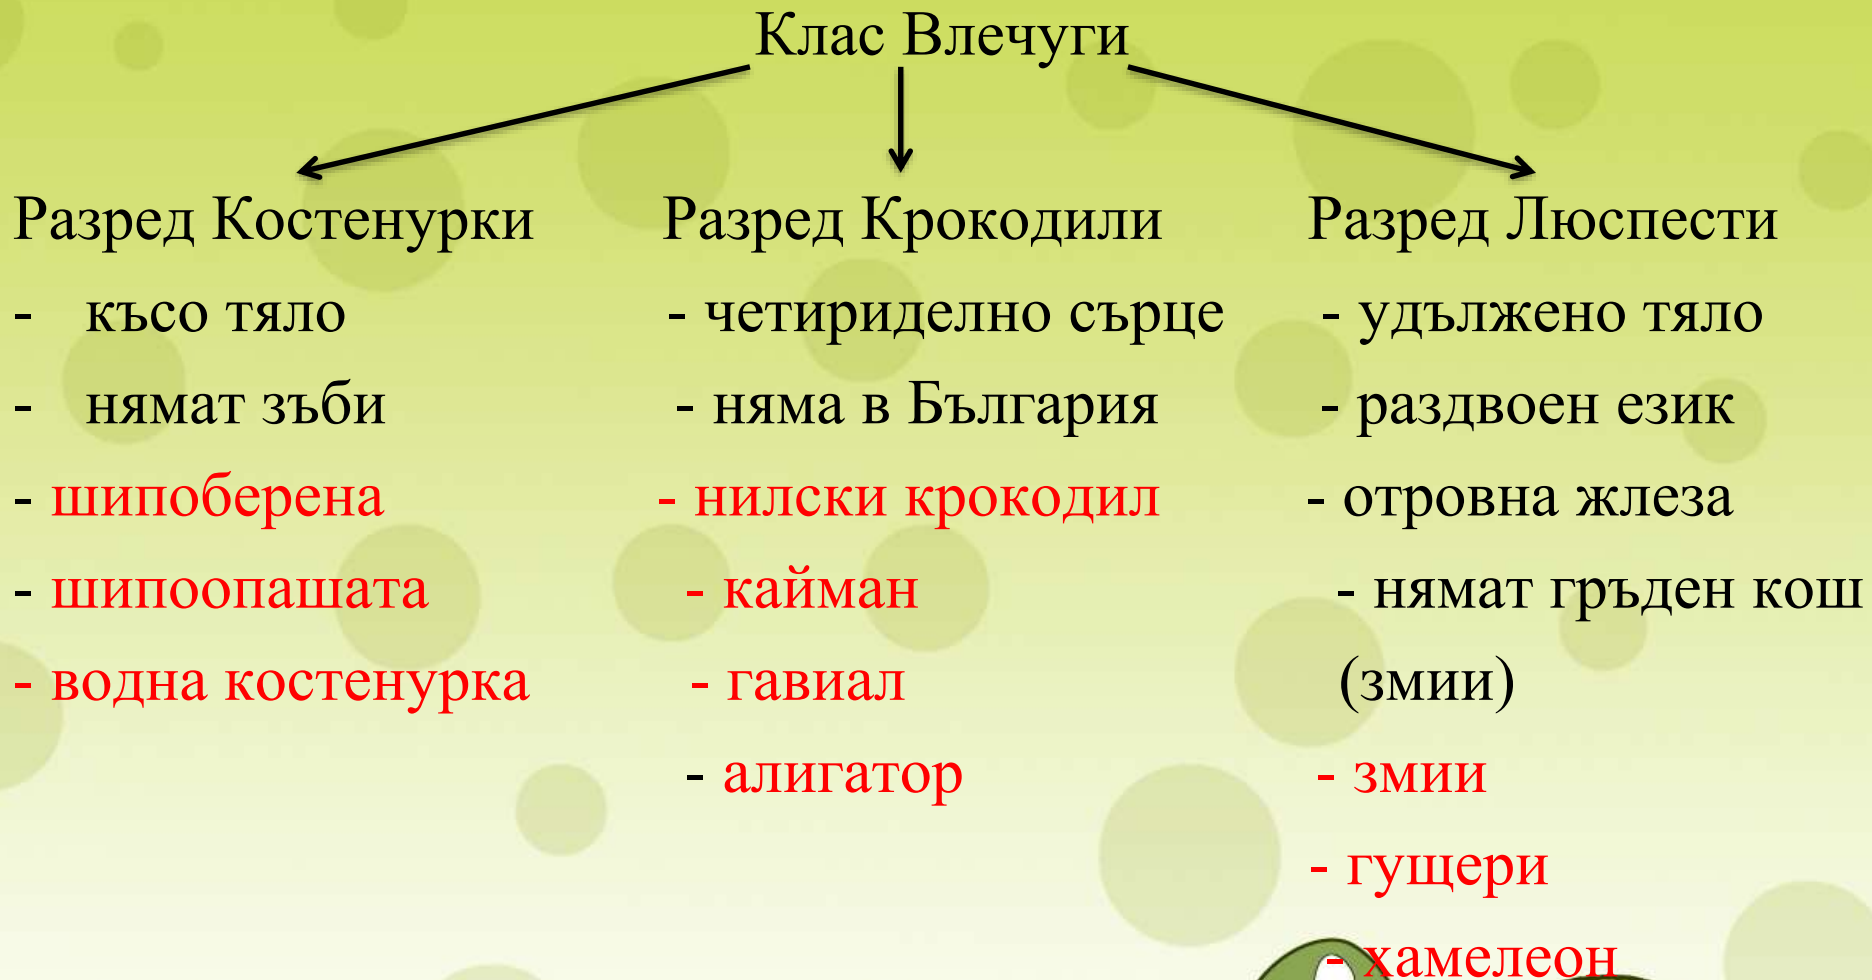 Клас Влечуги
Разред Костенурки
- късо тяло
- нямат зъби
- шипоберена
- шипоопашата
- водна костенурка
Разред Крокодили
- четириделно сърце
- няма в България
- нилски крокодил
- кайман
- гавиал
- алигатор
Разред Люспести
- удължено тяло
- раздвоен език
- отровна жлеза
- нямат гръден кош
(змии)
- змии
- гущери
- хамелеон